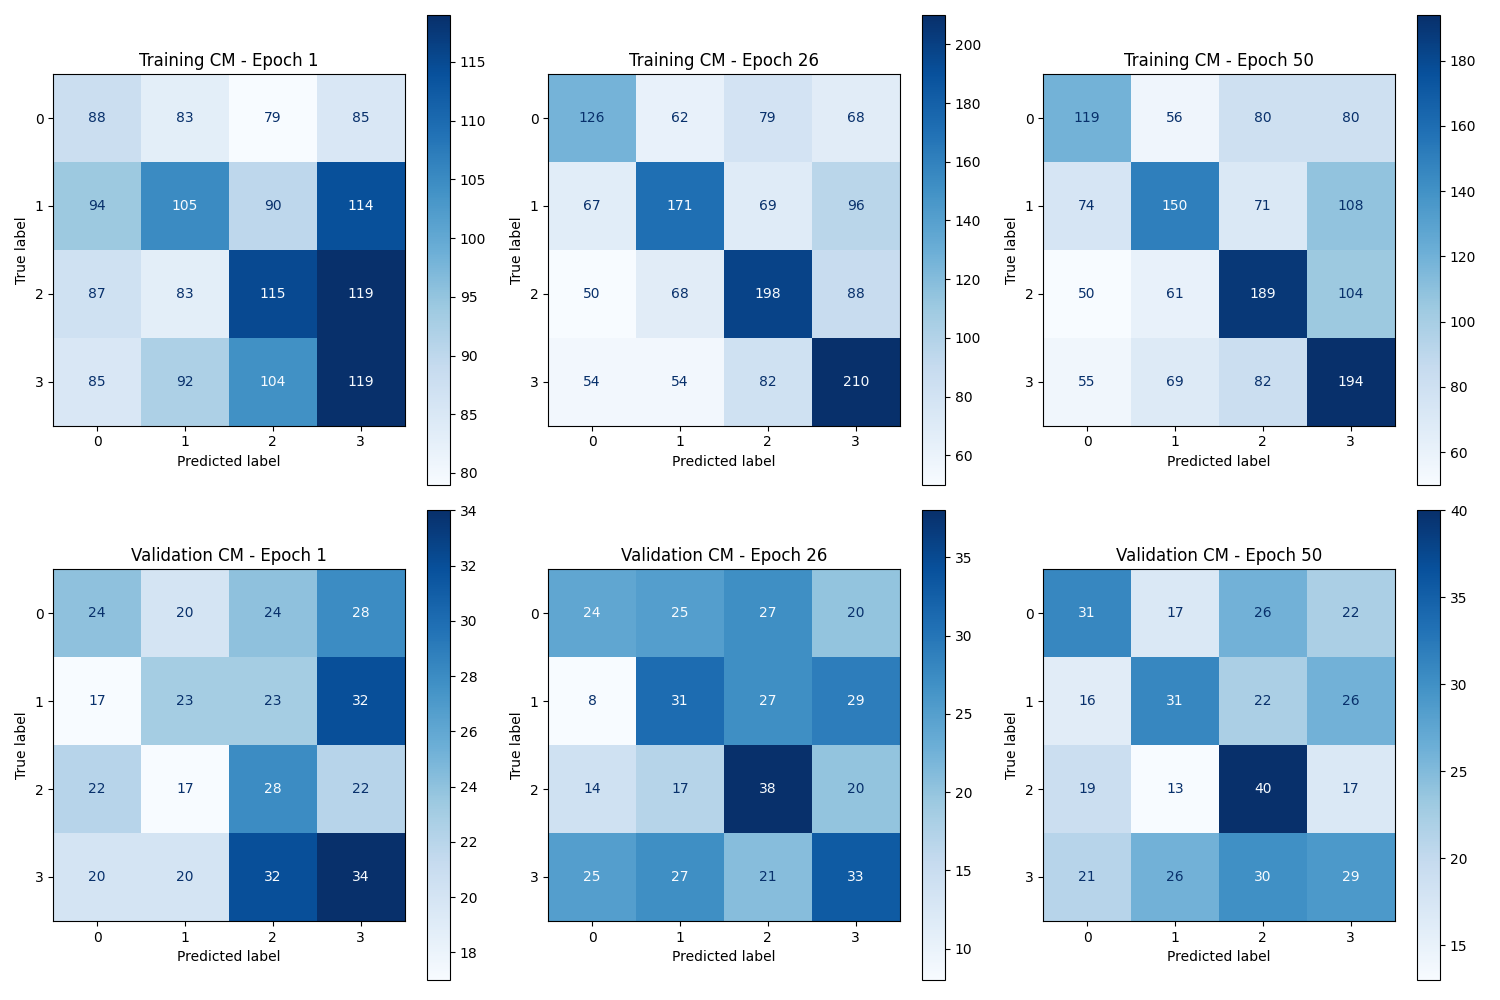 Training CM - Epoch 1
0 88 83 79 85
1 94 105 90 114
2 87 83 115 119
3 85 92 104 119
0 1 2 3
Predicted label
True label
115
110
105
100
95
90
85
80
Training CM - Epoch 26
0 126 62 79 68
1 67 171 69 96
2 50 68 198 88
3 54 54 82 210
0 1 2 3
Predicted label
True label
200
180
160
140
120
100
80
60
Training CM - Epoch 50
0 119 56 80 80
1 74 150 71 108
2 50 61 189 104
3 55 69 82 194
0 1 2 3
Predicted label
True label
180
160
140
120
100
80
60
Validation CM - Epoch 1
0 24 20 24 28
1 17 23 23 32
2 22 17 28 22
3 20 20 32 34
0 1 2 3
Predicted label
True label
34
32
30
28
26
24
22
20
18
Validation CM - Epoch 26
0 24 25 27 20
1 8 31 27 29
2 14 17 38 20
3 25 27 21 33
0 1 2 3
Predicted label
True label
35
30
25
20
15
10
Validation CM - Epoch 50
0 31 17 26 22
1 16 31 22 26
2 19 13 40 17
3 21 26 30 29
0 1 2 3
Predicted label
True label
40
35
30
25
20
15